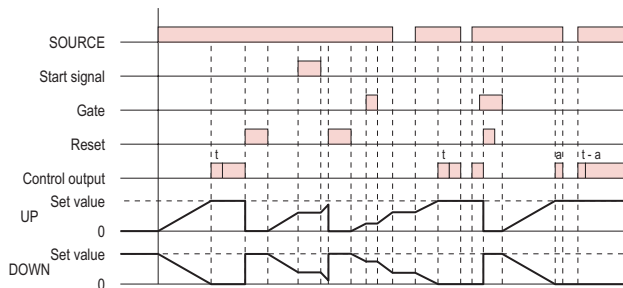 SOURCE
Start signal
Gate
Reset
t t a t - a
Control output
Set value
UP
0
Set value
DOWN
0